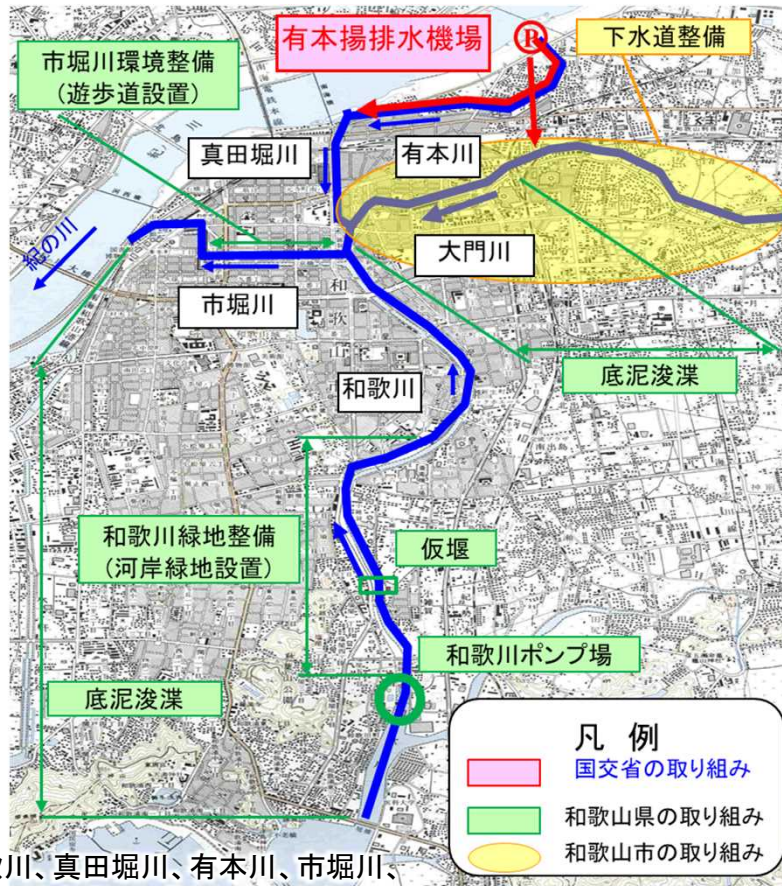 有本揚排水機場
下水道整備
市堀川環境整備
(遊歩道設置)
真田堀川
有本川
紀の川
大門川
市堀川
和歌山
底泥浚渫
和歌川
和歌川緑地整備
(河岸緑地設置)
仮堰
和歌川ポンプ場
底泥浚渫
凡 例
国交省の取り組み
和歌山県の取り組み
和歌山市の取り組み
川、真田堀川、有本川、市堀川、